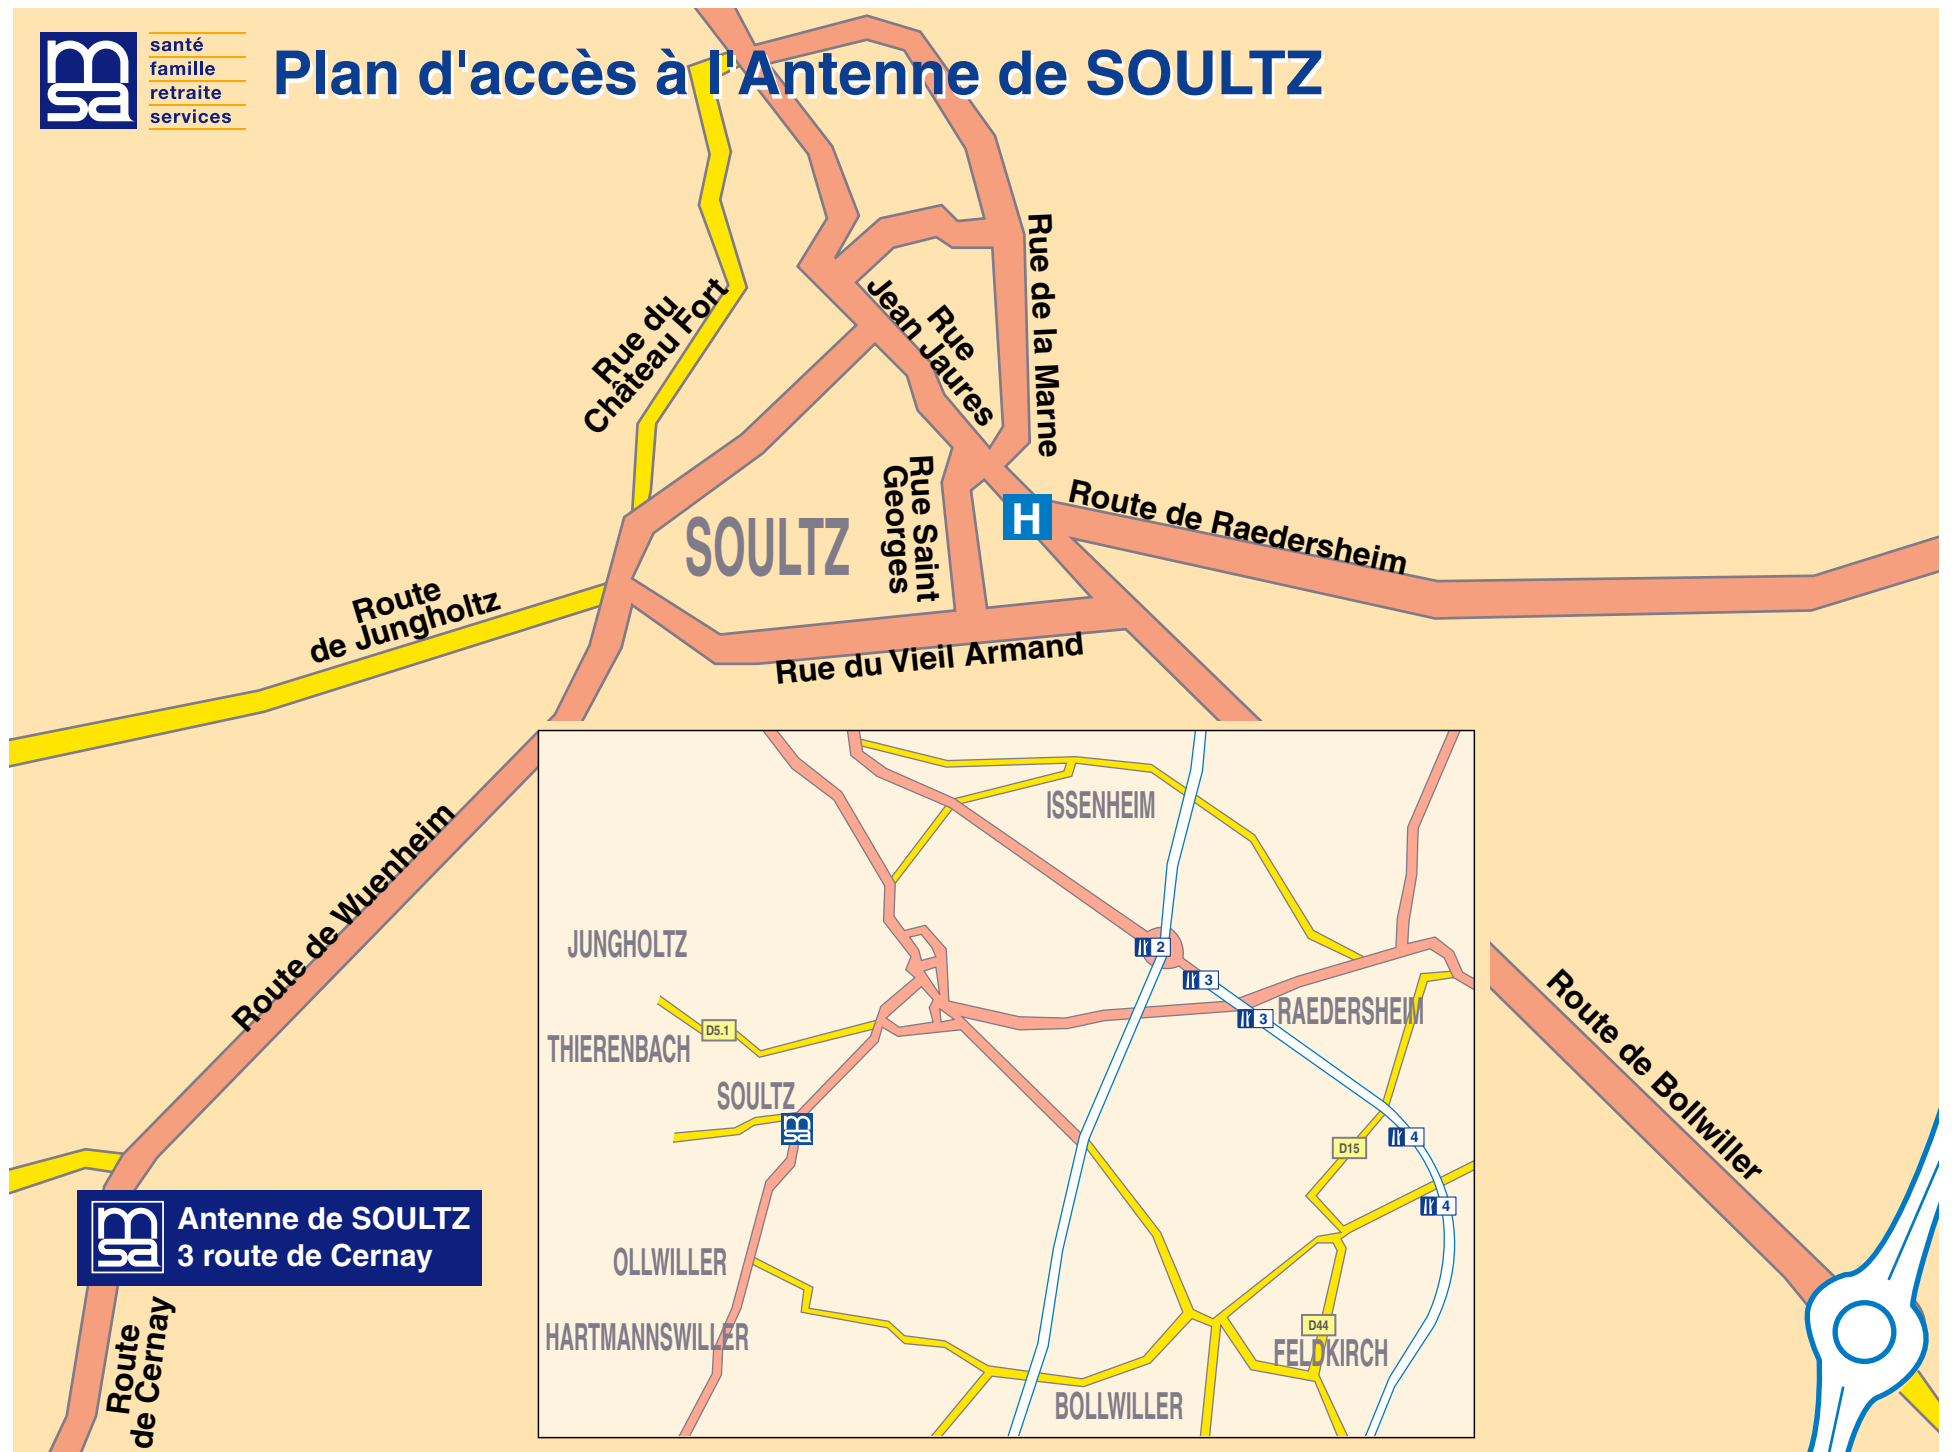 msa
santé
famille
retraite
services
Plan d'accès à l'Antenne de SOULTZ
Rue de la Marne
Rue
Jean Jaures
Rue du
Château Fort
Rue Saint
Georges
H
Route de Raedersheim
SOULTZ
Route
de Jungholtz
Rue du Vieil Armand
Route de Wuenheim
ISSENHEIM
JUNGHOLTZ
2
3
RAEDERSHEIM
3
D5.1
THIERENBACH
SOULTZ
msa
4
D15
4
OLLWILLER
D44
HARTMANNSWILLER
FELDKIRCH
BOLLWILLER
Route de Bollwiller
msa
Antenne de SOULTZ
3 route de Cernay
Route
de Cernay